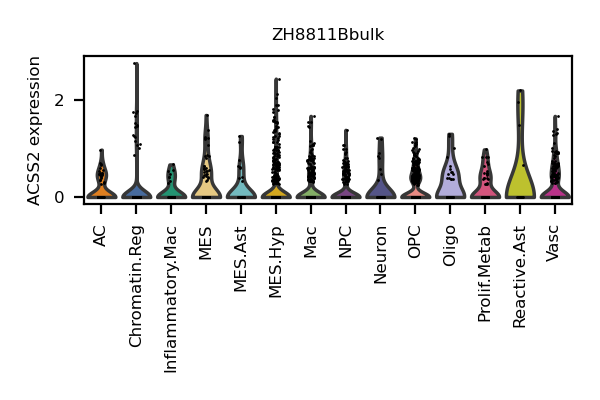 ZH8811Bbulk
ACSS2 expression
2
0
AC
Chromatin.Reg
Inflammatory.Mac
MES
MES.Ast
MES.Hyp
Mac
NPC
Neuron
OPC
Oligo
Prolif.Metab
Reactive.Ast
Vasc